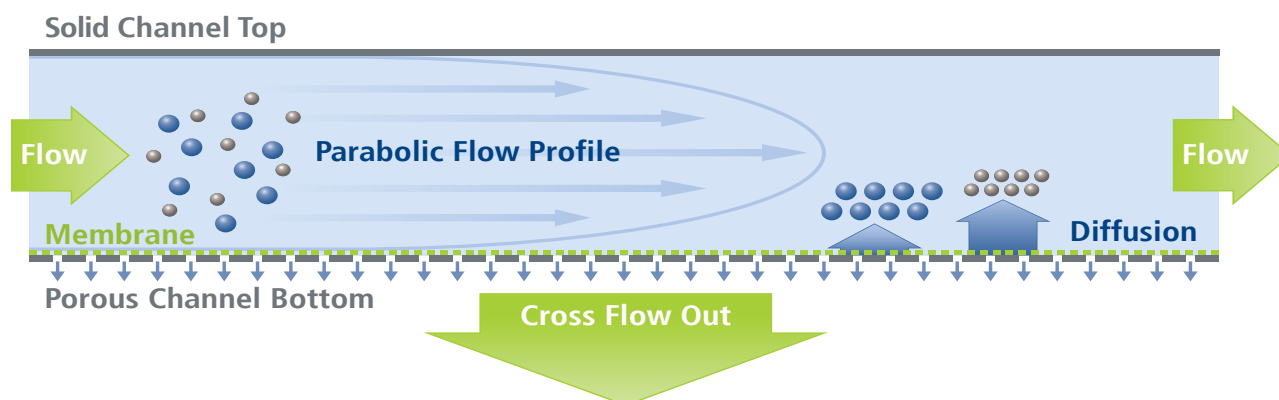 Solid Channel Top
Flow
Parabolic Flow Profile
Flow
Membrane
Diffusion
Porous Channel Bottom
Cross Flow Out